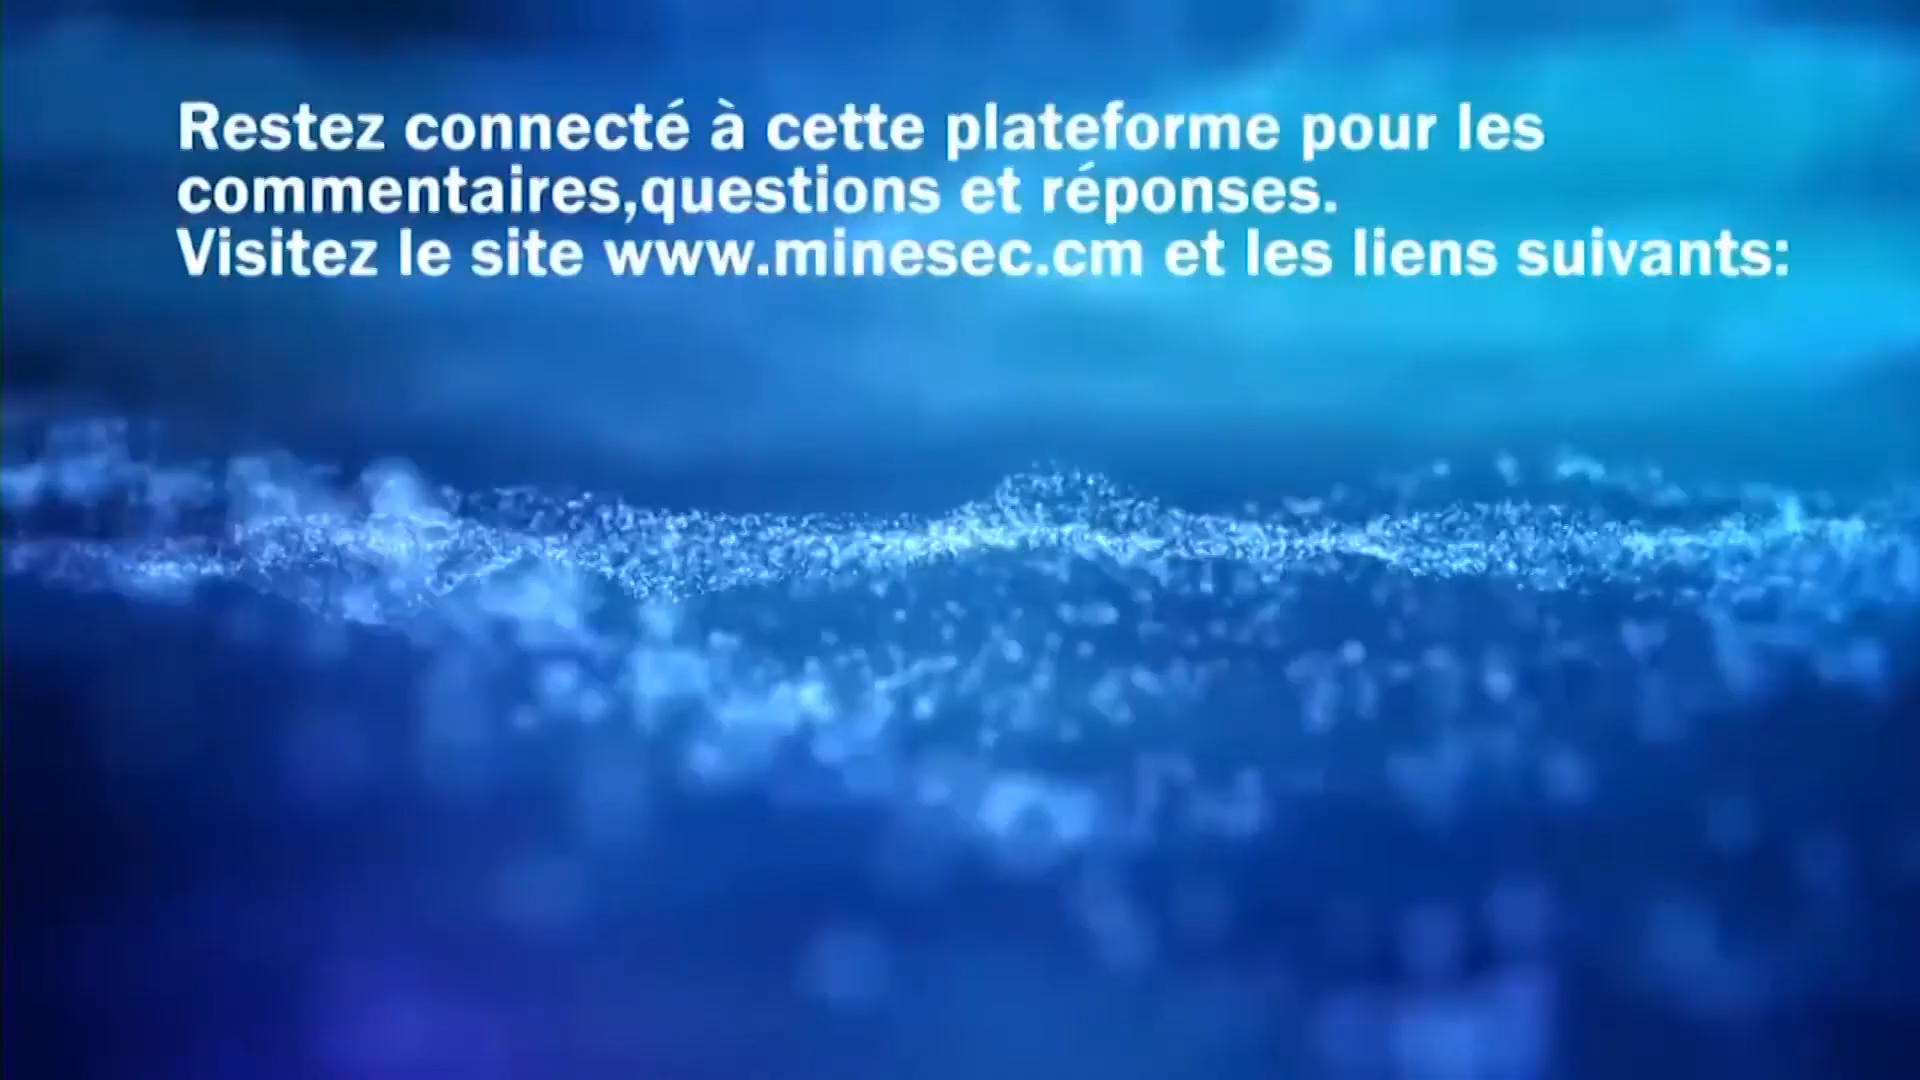 Restez connecté à cette plateforme pour les
commentaires,questions et réponses.
Visitez le site www.minesec.cm et les liens suivants: